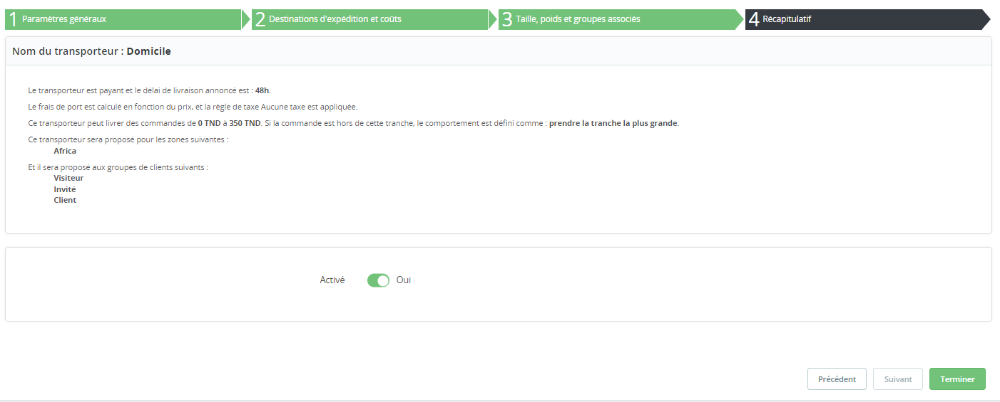 1 Paramètres généraux 2 Destinations d'expédition et coûts 3 Taille, poids et groupes associés 4 Récapitulatif
Nom du transporteur : Domicile
Le transporteur est payant et le délai de livraison annoncé est : 48h.
Le frais de port est calculé en fonction du prix, et la règle de taxe Aucune taxe est appliquée.
Ce transporteur peut livrer des commandes de 0 TND à 350 TND. Si la commande est hors de cette tranche, le comportement est défini comme : prendre la tranche la plus grande.
Ce transporteur sera proposé pour les zones suivantes :
Africa
Et il sera proposé aux groupes de clients suivants :
Visiteur
Invité
Client
Activé Oui
Précédent Suivant Terminer